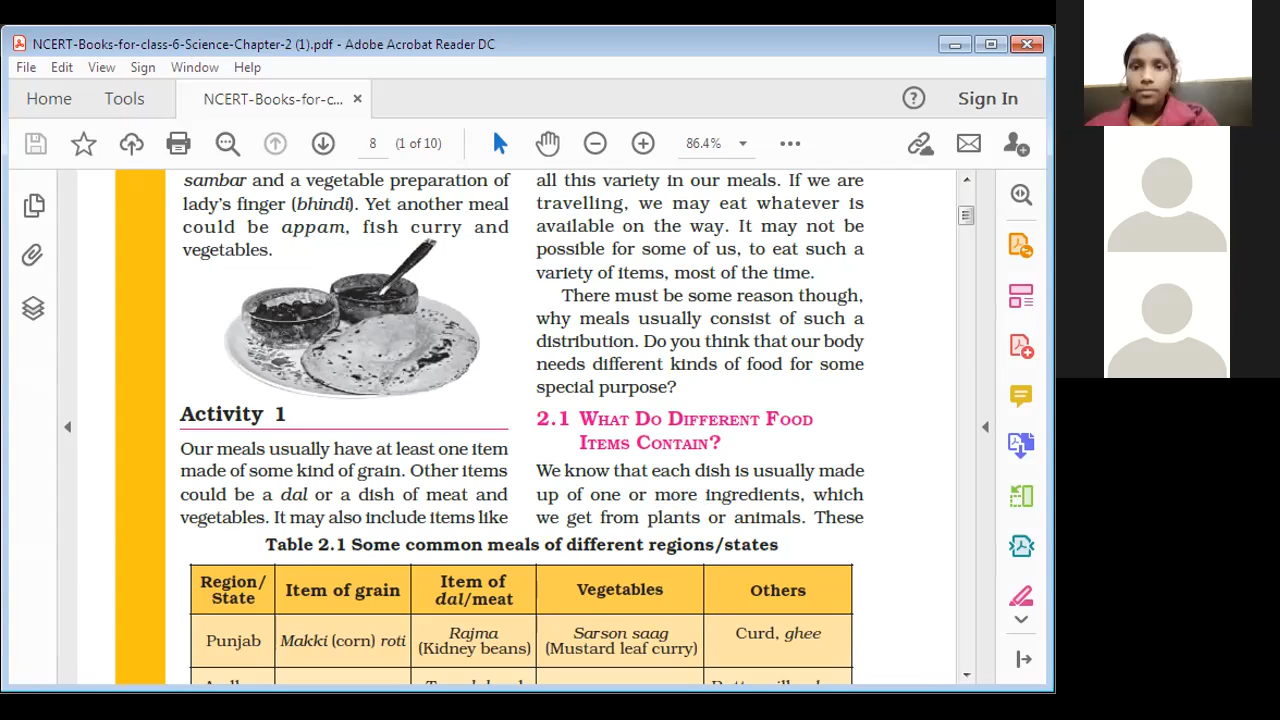 NCERT-Books-for-class-6-Science-Chapter-2 (1).pdf - Adobe Acrobat Reader DC
File Edit View Sign Window Help
Home Tools NCERT-Books-for-c... × Sign In
8 (1 of 10) 86.4%
sambar and a vegetable preparation of
lady's finger (bhindi). Yet another meal
could be appam, fish curry and
vegetables.
Activity 1
Our meals usually have at least one item
made of some kind of grain. Other items
could be a dal or a dish of meat and
vegetables. It may also include items like
all this variety in our meals. If we are
travelling, we may eat whatever is
available on the way. It may not be
possible for some of us, to eat such a
variety of items, most of the time.
There must be some reason though,
why meals usually consist of such a
distribution. Do you think that our body
needs different kinds of food for some
special purpose?
2.1 WHAT DO DIFFERENT FOOD
ITEMS CONTAIN?
We know that each dish is usually made
up of one or more ingredients, which
we get from plants or animals. These
Table 2.1 Some common meals of different regions/states
Region/
State
Item of grain
Item of
dal/meat
Vegetables
Others
Punjab
Makki (corn) roti
Rajma
(Kidney beans)
Sarson saag
(Mustard leaf curry)
Curd, ghee